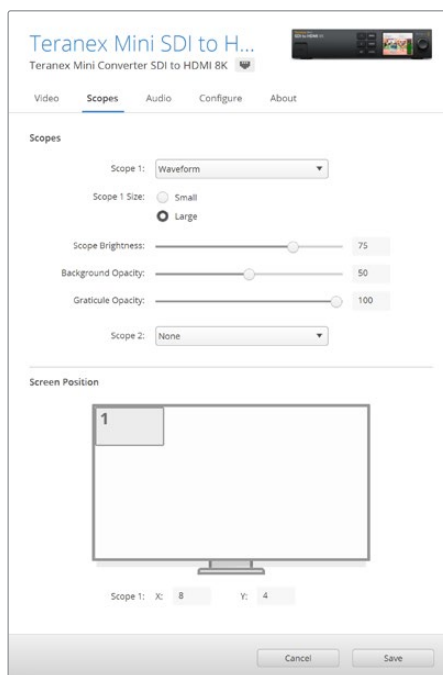 Teranex Mini SDI to H...
Teranex Mini Converter SDI to HDMI 8K
Video Scopes Audio Configure About
Scopes
Scope 1: Waveform
Scope 1 Size: Small
Large
Scope Brightness: 75
Background Opacity: 50
Graticule Opacity: 100
Scope 2: None
Screen Position
1
Scope 1: X: 8 Y: 4
Cancel Save